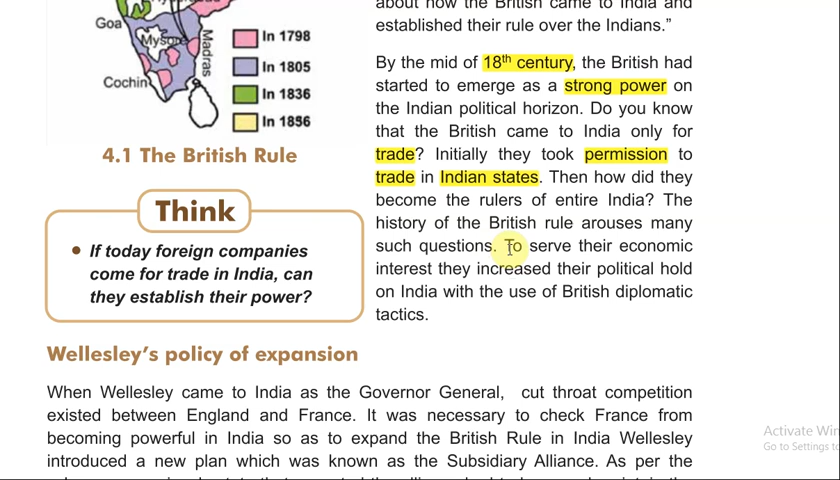 about how the British came to India and
established their rule over the Indians."
Goa
Mysore
Madras
Cochin
In 1798
In 1805
In 1836
In 1856
4.1 The British Rule
By the mid of 18th century, the British had
started to emerge as a strong power on
the Indian political horizon. Do you know
that the British came to India only for
trade? Initially they took permission to
trade in Indian states. Then how did they
become the rulers of entire India? The
history of the British rule arouses many
such questions. To serve their economic
interest they increased their political hold
on India with the use of British diplomatic
tactics.
Think
• If today foreign companies
come for trade in India, can
they establish their power?
Wellesley's policy of expansion
When Wellesley came to India as the Governor General, cut throat competition
existed between England and France. It was necessary to check France from
becoming powerful in India so as to expand the British Rule in India Wellesley
introduced a new plan which was known as the Subsidiary Alliance. As per the
Activate Win
Go to Settings to